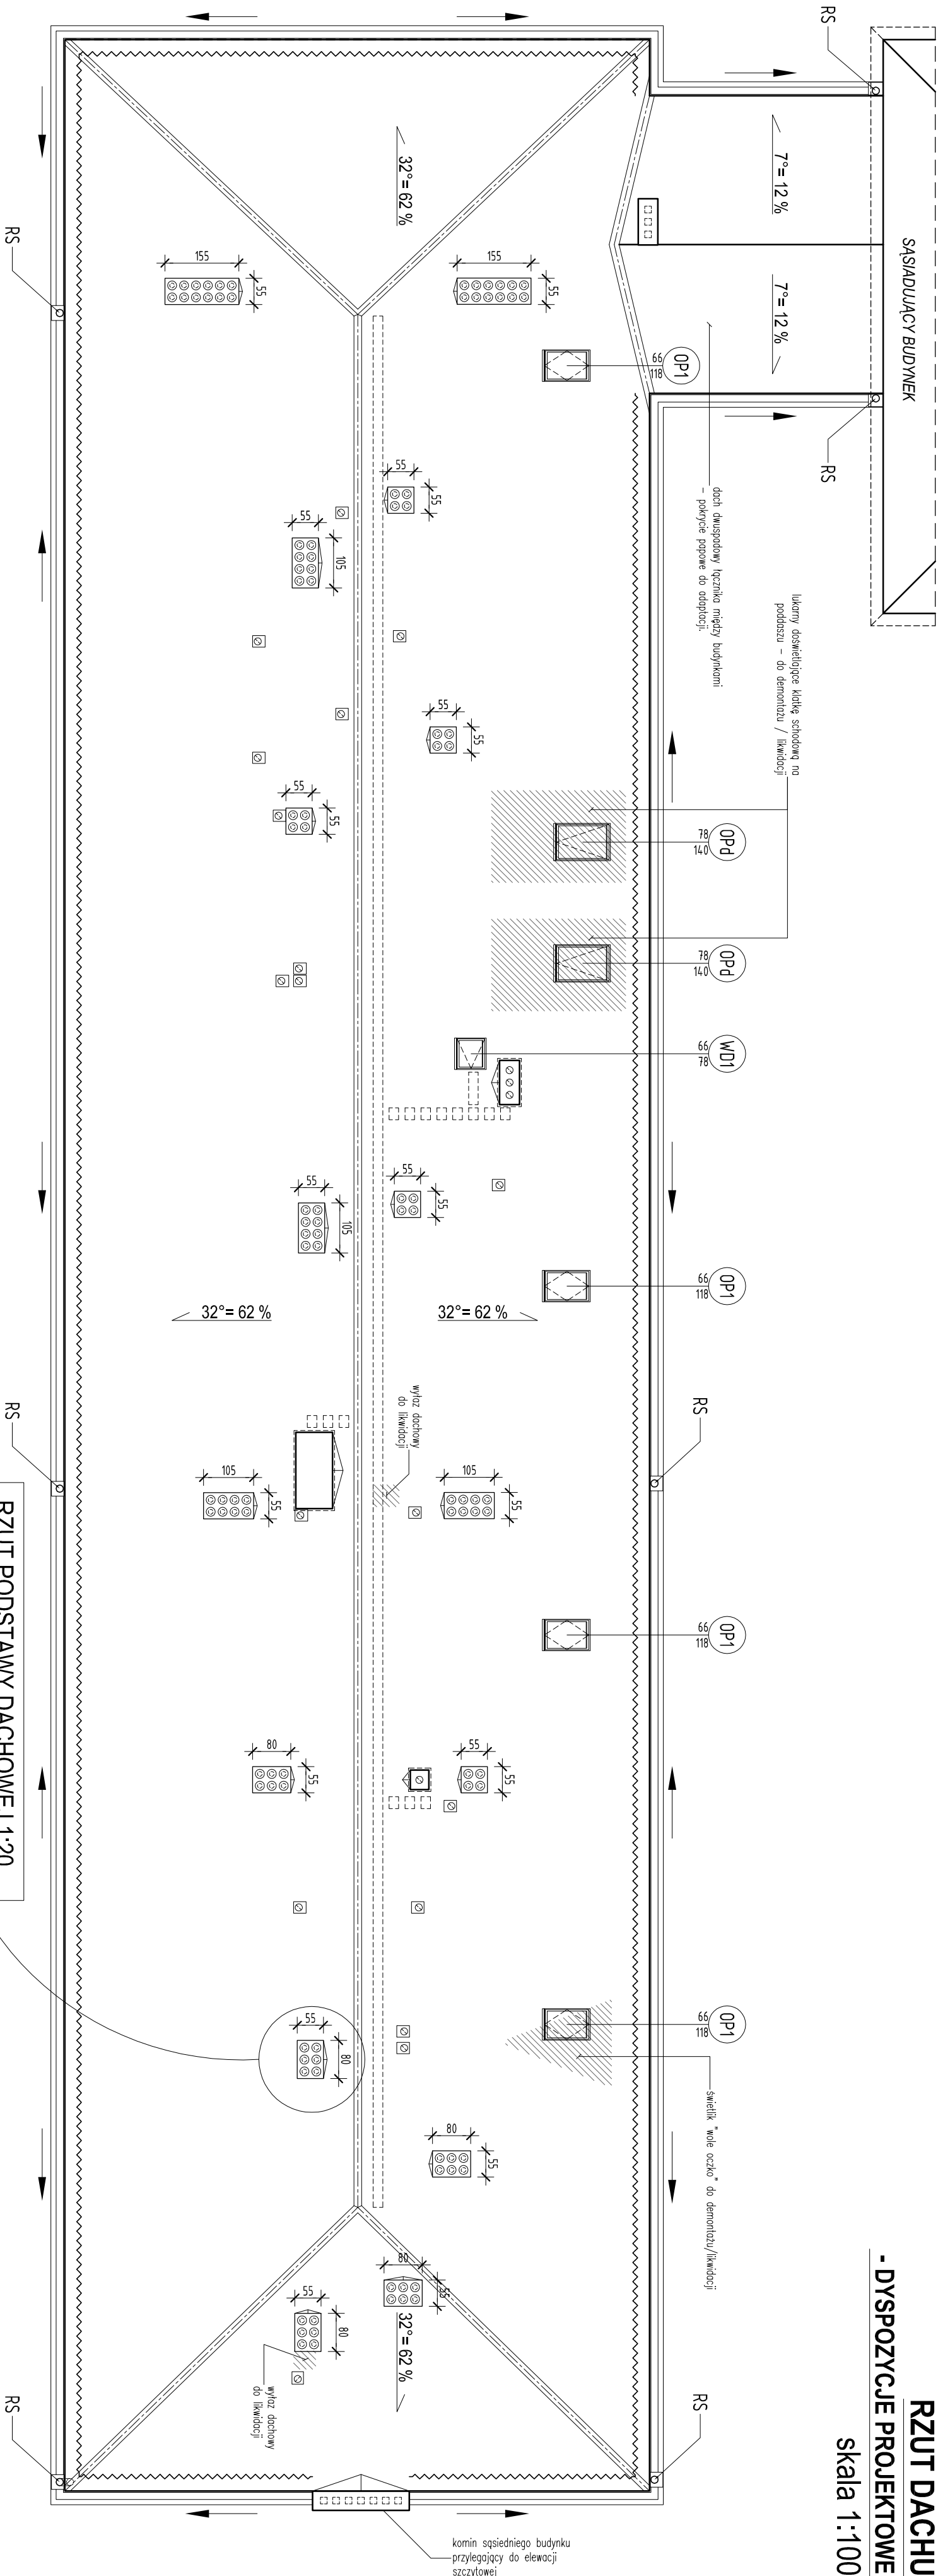 RZUT DACHU
- DYSPOZYCJE PROJEKTOWE
skala 1:100
SĄSIADUJĄCY BUDYNEK
RS
RS
7°= 12 %
7°= 12 %
32°= 62 %
155
55
155
55
OP1
66
118
dach dwuspadowy łącznika między budynkami
- pokrycie papowe do adaptacji.
lukarny doświetlające klatkę schodową na
poddaszu - do demontażu / likwidacji
RS
55
55
55
105
55
55
55
55
OPd
78
140
OPd
78
140
WD1
66
78
55
55
55
105
OP1
66
118
32°= 62 %
32°= 62 %
wyłaz dachowy
do likwidacji
RS
RS
105
55
105
55
OP1
66
118
80
55
55
55
OP1
66
118
świetlik "wole oczko" do demontażu/likwidacji
55
80
80
55
80
55
32°= 62 %
55
80
wyłaz dachowy
do likwidacji
RS
RS
komin sąsiedniego budynku
przylegający do elewacji
szczytowej
RZUT PODSTAWY DACHOWEJ 1:20